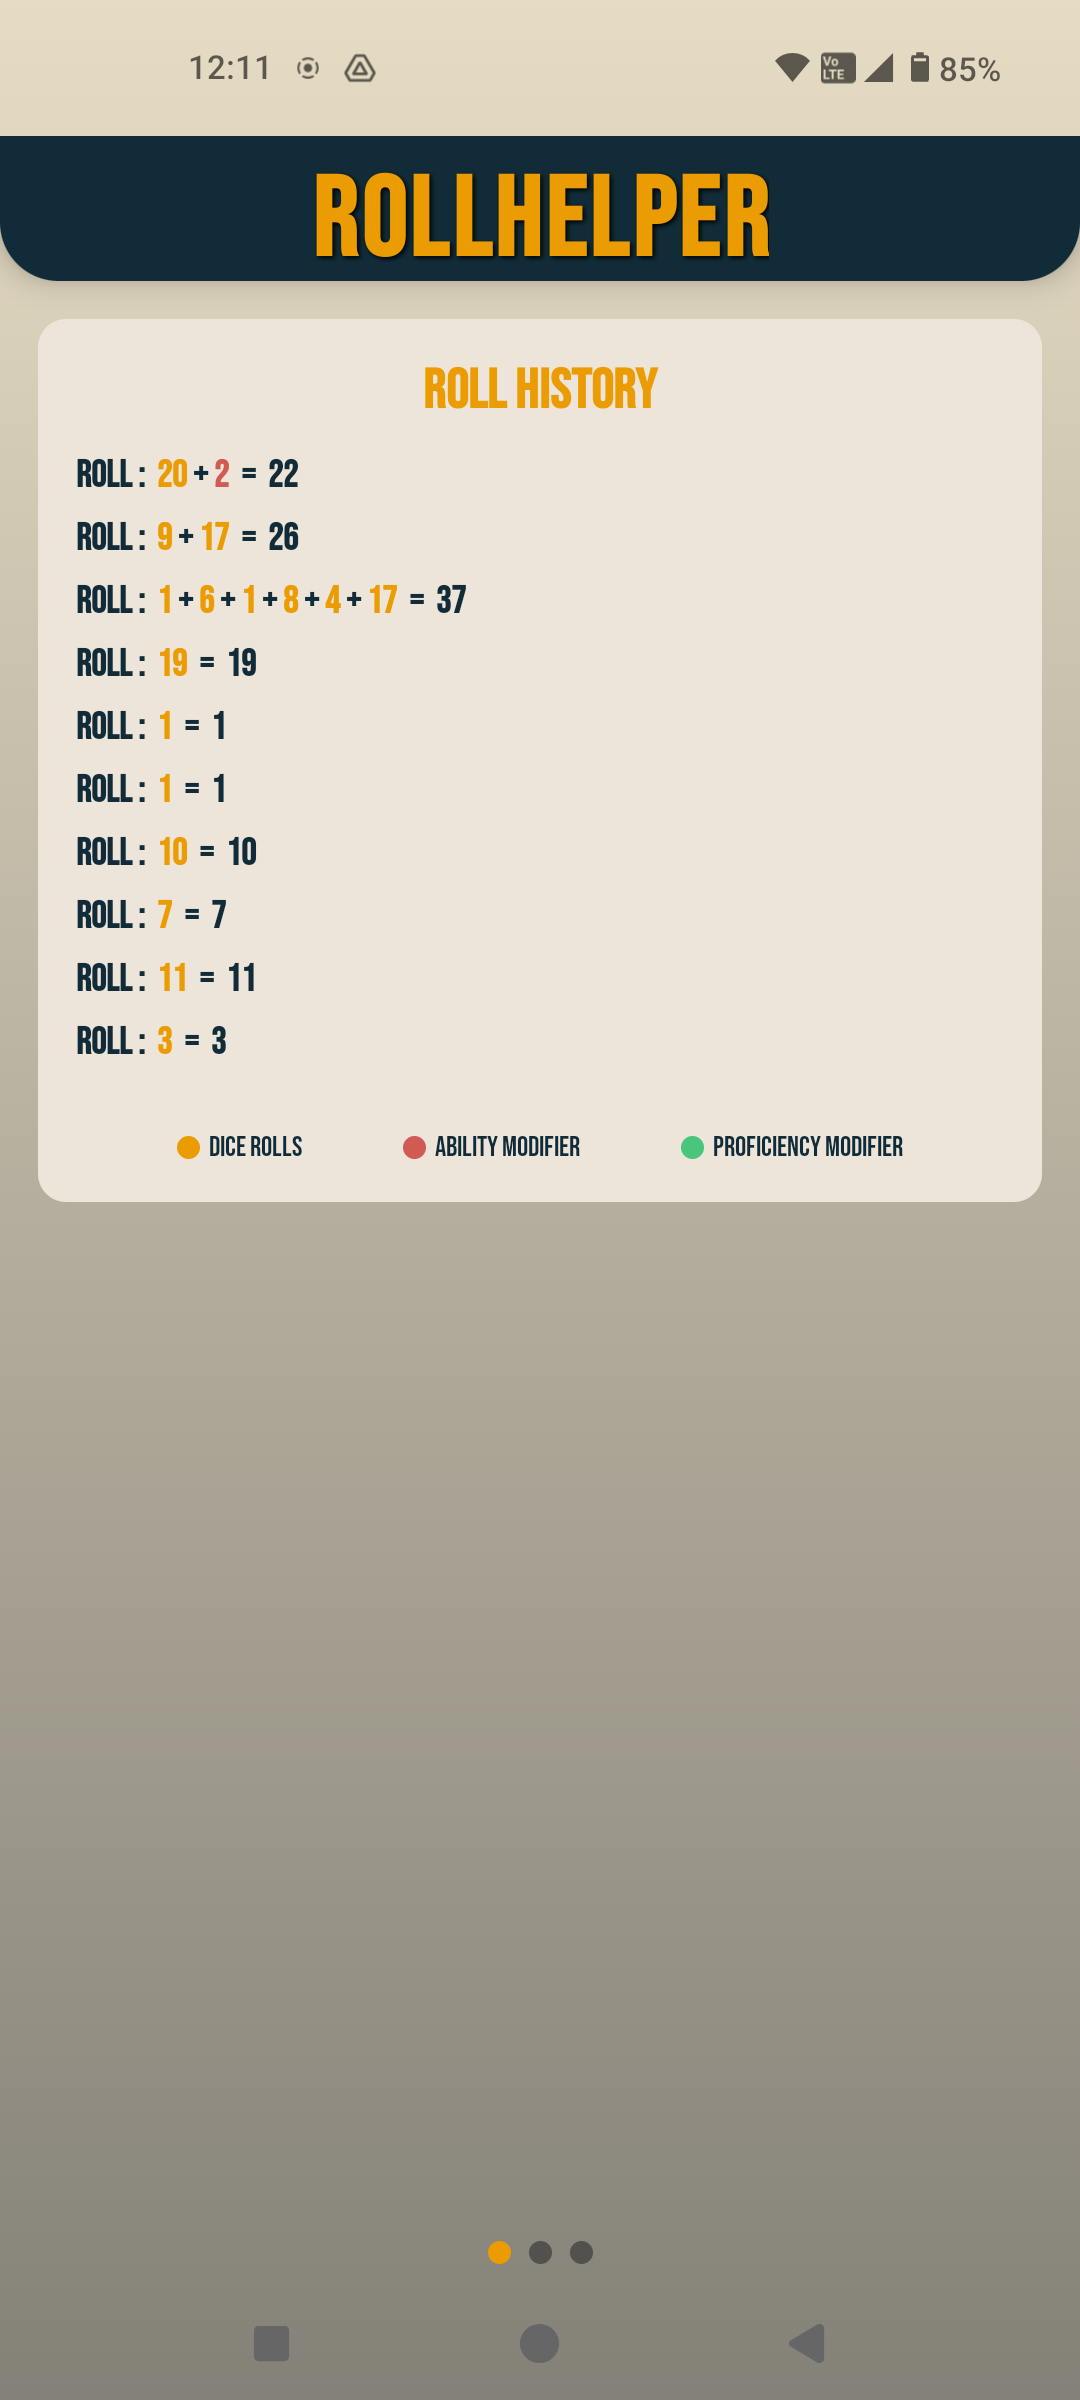 12:11 Vo LTE 85%
ROLLHELPER
ROLL HISTORY
ROLL: 20 + 2 = 22
ROLL: 9 + 17 = 26
ROLL: 1 + 6 + 1 + 8 + 4 + 17 = 37
ROLL: 19 = 19
ROLL: 1 = 1
ROLL: 1 = 1
ROLL: 10 = 10
ROLL: 7 = 7
ROLL: 11 = 11
ROLL: 3 = 3
DICE ROLLS ABILITY MODIFIER PROFICIENCY MODIFIER